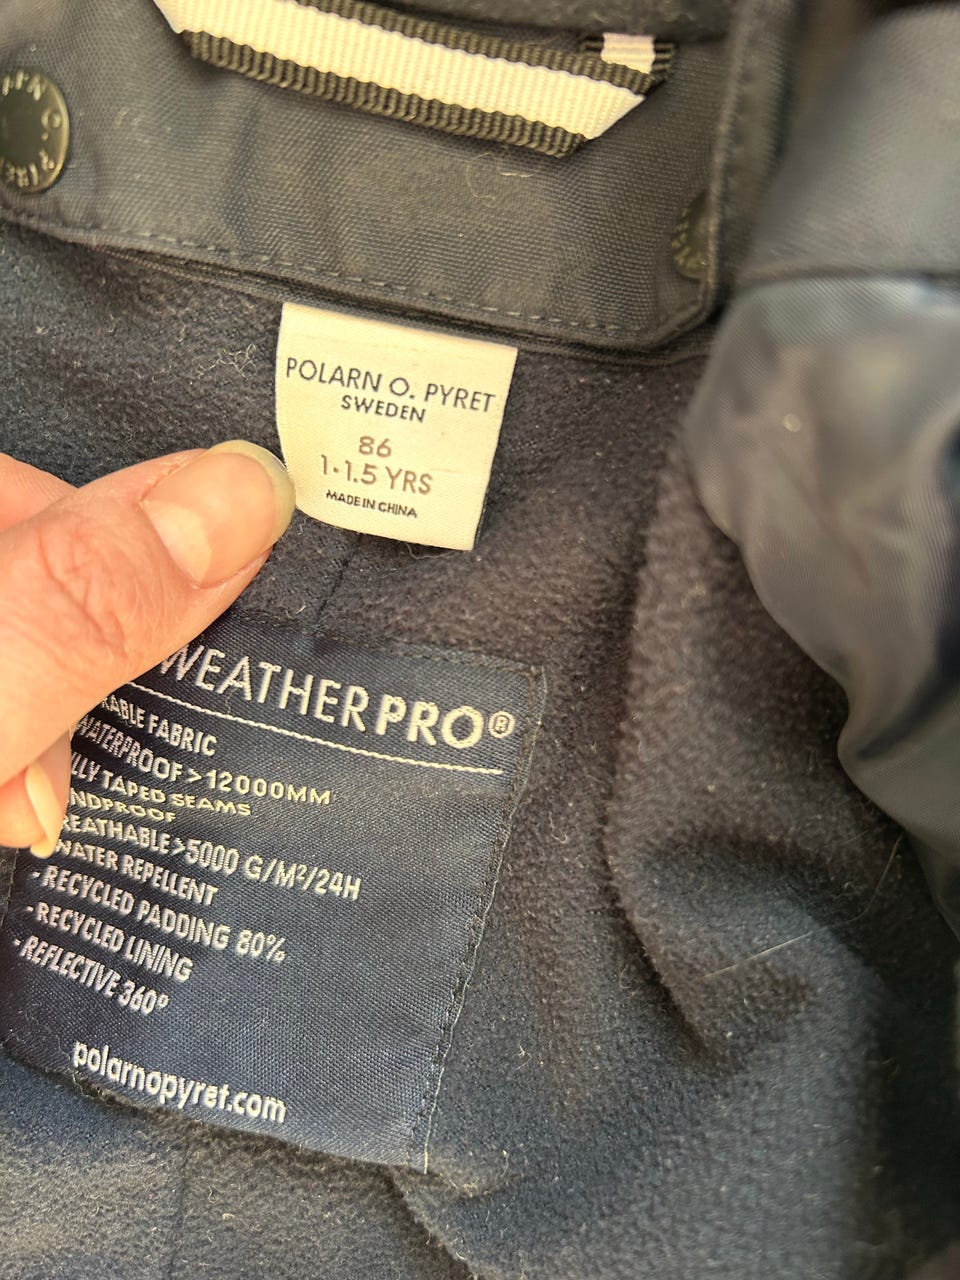 POLARN O. PYRET
SWEDEN
86
1-1.5 YRS
MADE IN CHINA
WEATHERPRO®
FABRIC
WATERPROOF>12000MM
TAPED SEAMS
>5000 G/M²/24H
WATER REPELLENT
-RECYCLED PADDING 80%
-RECYCLED LINING
-REFLECTIVE 360°
polarnopyret.com